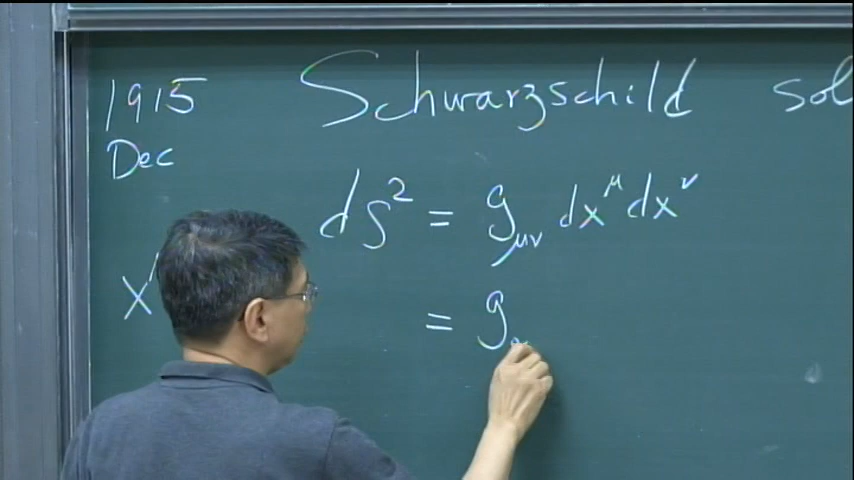 1915 Schwarzschild sol
Dec
ds² = g_μν dx^μ dx^ν
x
= g